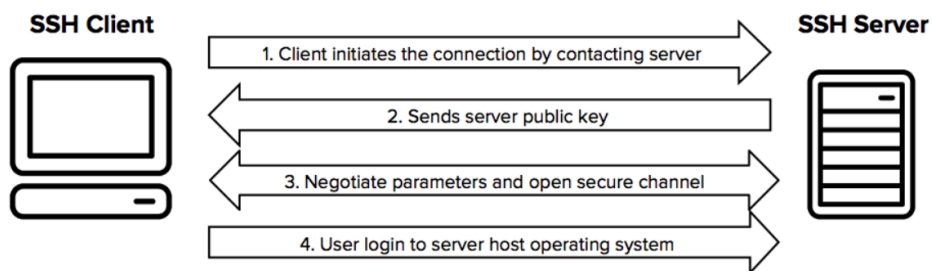 SSH Client
SSH Server
1. Client initiates the connection by contacting server
2. Sends server public key
3. Negotiate parameters and open secure channel
4. User login to server host operating system